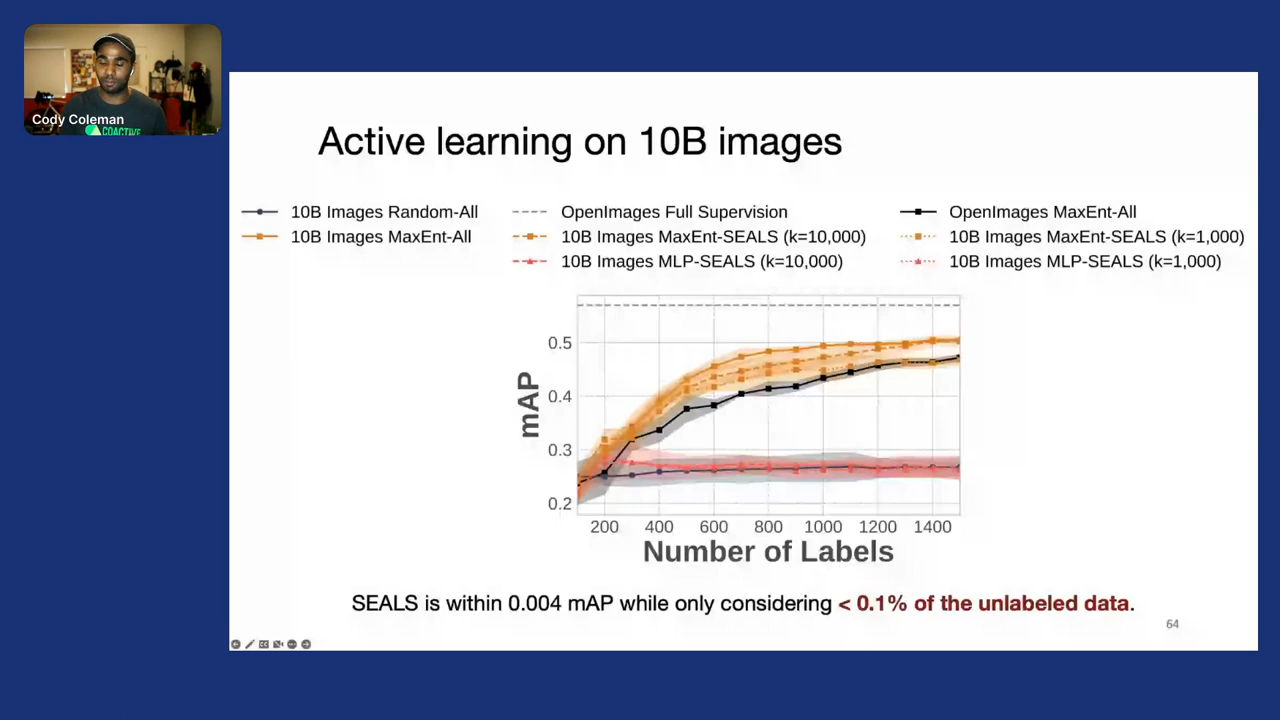 Cody Coleman
COACTIVE
Active learning on 10B images
10B Images Random-All
OpenImages Full Supervision
OpenImages MaxEnt-All
10B Images MaxEnt-All
10B Images MaxEnt-SEALS (k=10,000)
10B Images MaxEnt-SEALS (k=1,000)
10B Images MLP-SEALS (k=10,000)
10B Images MLP-SEALS (k=1,000)
mAP
0.5
0.4
0.3
0.2
200 400 600 800 1000 1200 1400
Number of Labels
SEALS is within 0.004 mAP while only considering < 0.1% of the unlabeled data.
64